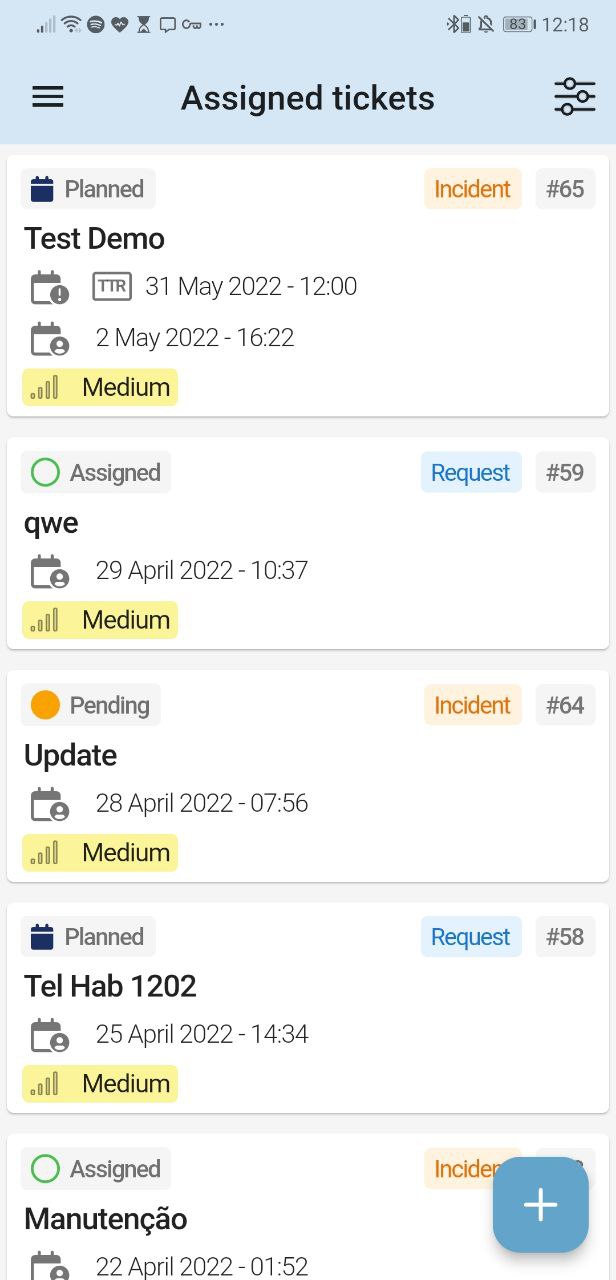 83 12:18
Assigned tickets
Planned Incident #65
Test Demo
TTR 31 May 2022 - 12:00
2 May 2022 - 16:22
Medium
Assigned Request #59
qwe
29 April 2022 - 10:37
Medium
Pending Incident #64
Update
28 April 2022 - 07:56
Medium
Planned Request #58
Tel Hab 1202
25 April 2022 - 14:34
Medium
Assigned
Manutenção
22 April 2022 - 01:52